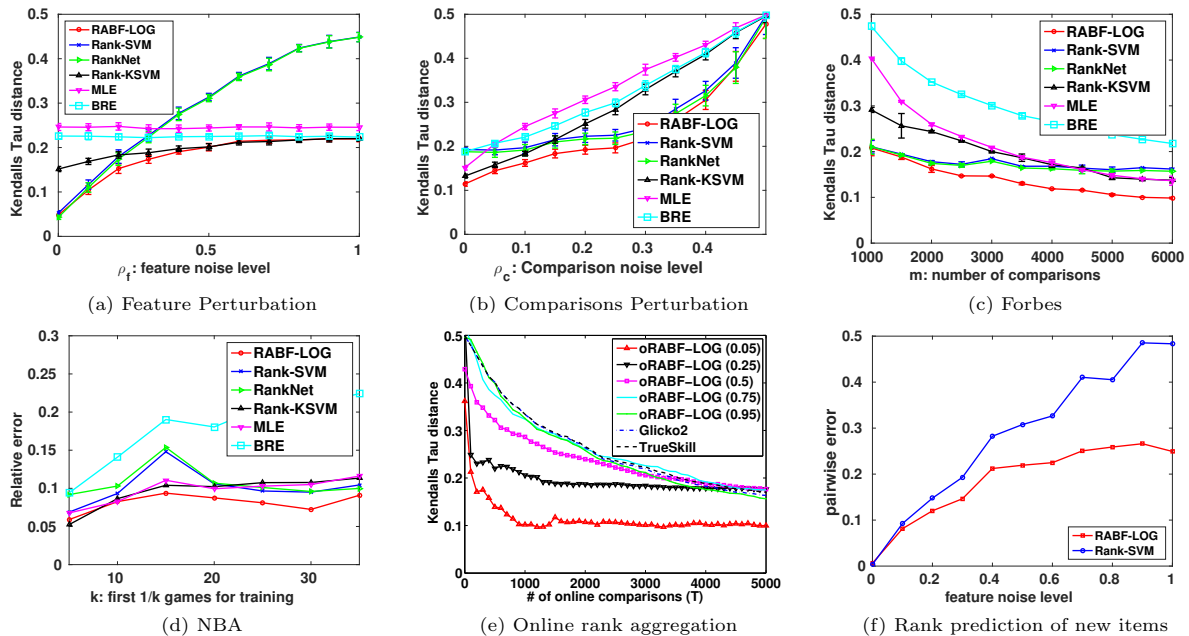 Kendalls Tau distance
0.5
0.4
0.3
0.2
0.1
0
RABF-LOG
Rank-SVM
RankNet
Rank-KSVM
MLE
BRE
0 0.5 1
ρf: feature noise level
(a) Feature Perturbation
Kendalls Tau distance
0.5
0.4
0.3
0.2
0.1
0
RABF-LOG
Rank-SVM
RankNet
Rank-KSVM
MLE
BRE
0 0.1 0.2 0.3 0.4
ρc: Comparison noise level
(b) Comparisons Perturbation
Kendalls Tau distance
0.5
0.4
0.3
0.2
0.1
0
RABF-LOG
Rank-SVM
RankNet
Rank-KSVM
MLE
BRE
1000 2000 3000 4000 5000 6000
m: number of comparisons
(c) Forbes
Relative error
0.3
0.25
0.2
0.15
0.1
0.05
0
RABF-LOG
Rank-SVM
RankNet
Rank-KSVM
MLE
BRE
10 20 30
k: first 1/k games for training
(d) NBA
Kendalls Tau distance
0.5
0.4
0.3
0.2
0.1
0
oRABF-LOG (0.05)
oRABF-LOG (0.25)
oRABF-LOG (0.5)
oRABF-LOG (0.75)
oRABF-LOG (0.95)
Glicko2
TrueSkill
0 1000 2000 3000 4000 5000
# of online comparisons (T)
(e) Online rank aggregation
pairwise error
0.5
0.4
0.3
0.2
0.1
0
RABF-LOG
Rank-SVM
0 0.2 0.4 0.6 0.8 1
feature noise level
(f) Rank prediction of new items